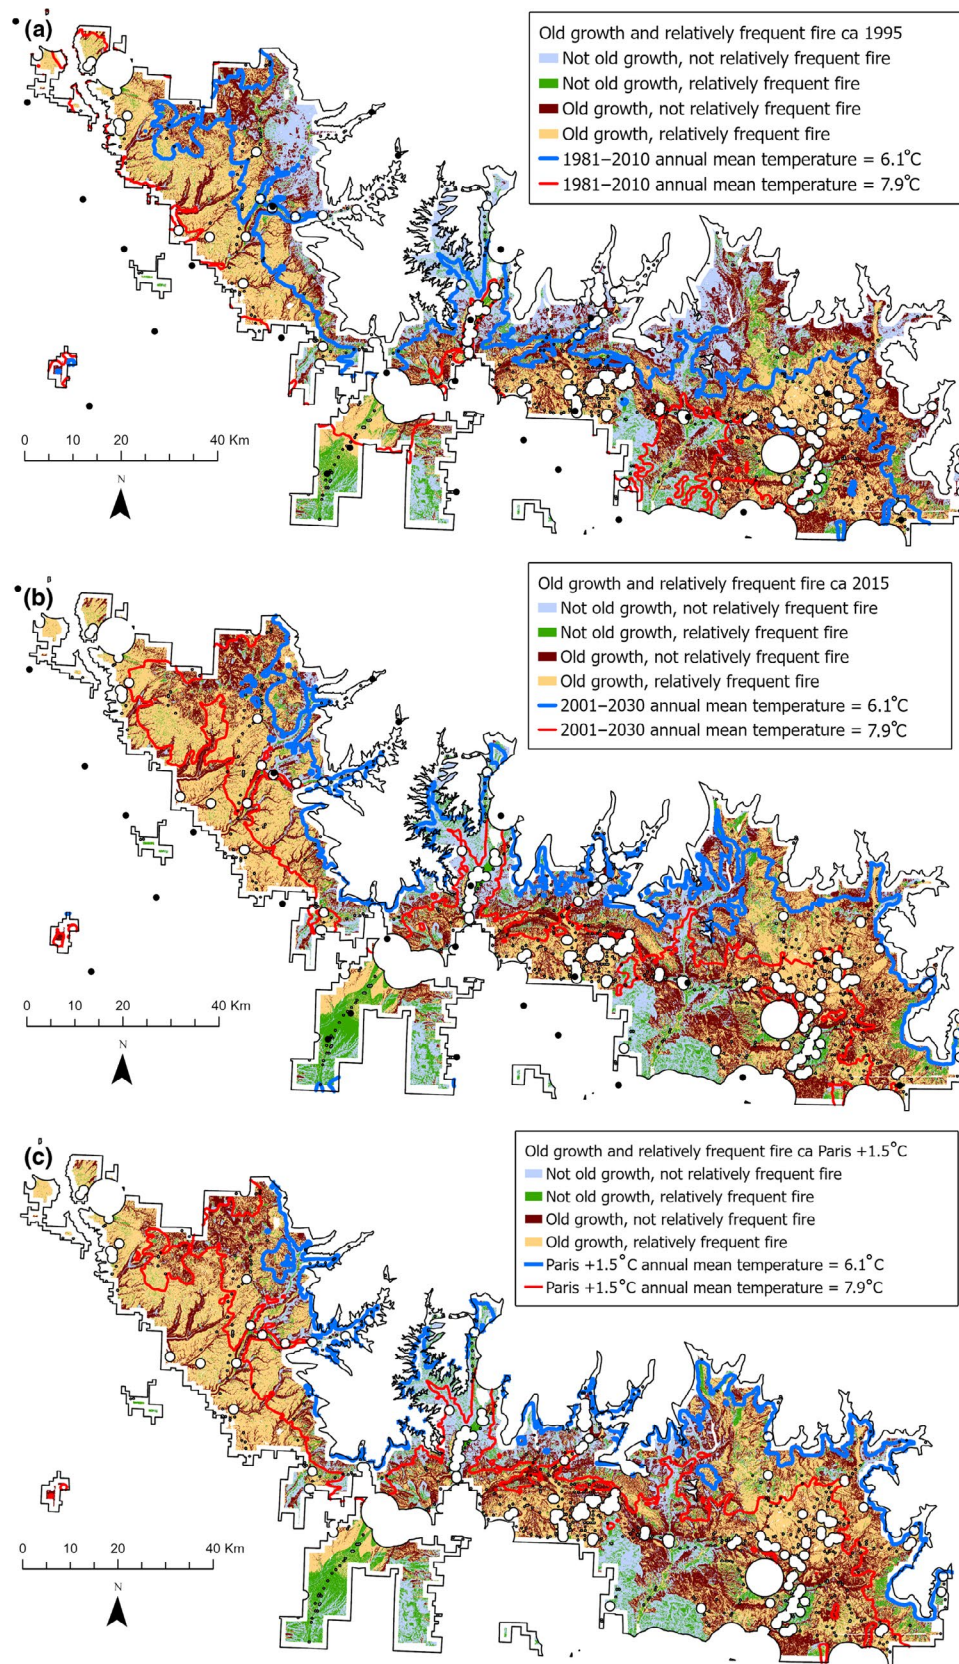 (a)
Old growth and relatively frequent fire ca 1995
Not old growth, not relatively frequent fire
Not old growth, relatively frequent fire
Old growth, not relatively frequent fire
Old growth, relatively frequent fire
1981–2010 annual mean temperature = 6.1°C
1981–2010 annual mean temperature = 7.9°C
0 10 20 40 Km
N
(b)
Old growth and relatively frequent fire ca 2015
Not old growth, not relatively frequent fire
Not old growth, relatively frequent fire
Old growth, not relatively frequent fire
Old growth, relatively frequent fire
2001–2030 annual mean temperature = 6.1°C
2001–2030 annual mean temperature = 7.9°C
0 10 20 40 Km
N
(c)
Old growth and relatively frequent fire ca Paris +1.5°C
Not old growth, not relatively frequent fire
Not old growth, relatively frequent fire
Old growth, not relatively frequent fire
Old growth, relatively frequent fire
Paris +1.5°C annual mean temperature = 6.1°C
Paris +1.5°C annual mean temperature = 7.9°C
0 10 20 40 Km
N